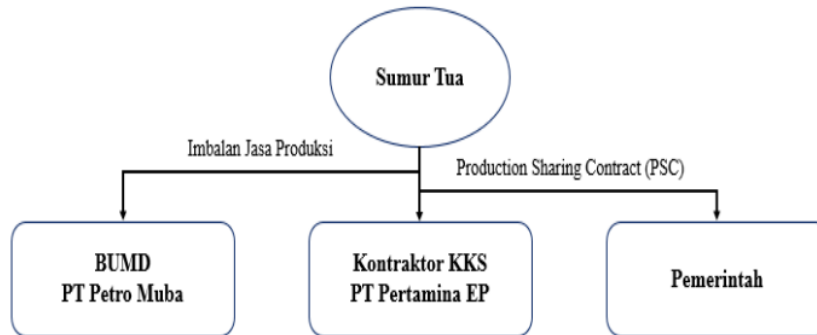 Sumur Tua
Imbalan Jasa Produksi
Production Sharing Contract (PSC)
BUMD
PT Petro Muba
Kontraktor KKS
PT Pertamina EP
Pemerintah